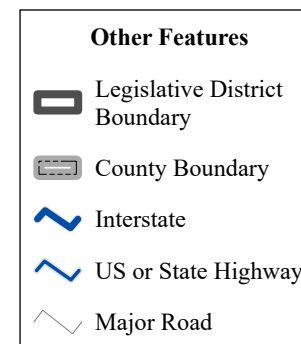 Other Features
Legislative District
Boundary
County Boundary
Interstate
US or State Highway
Major Road